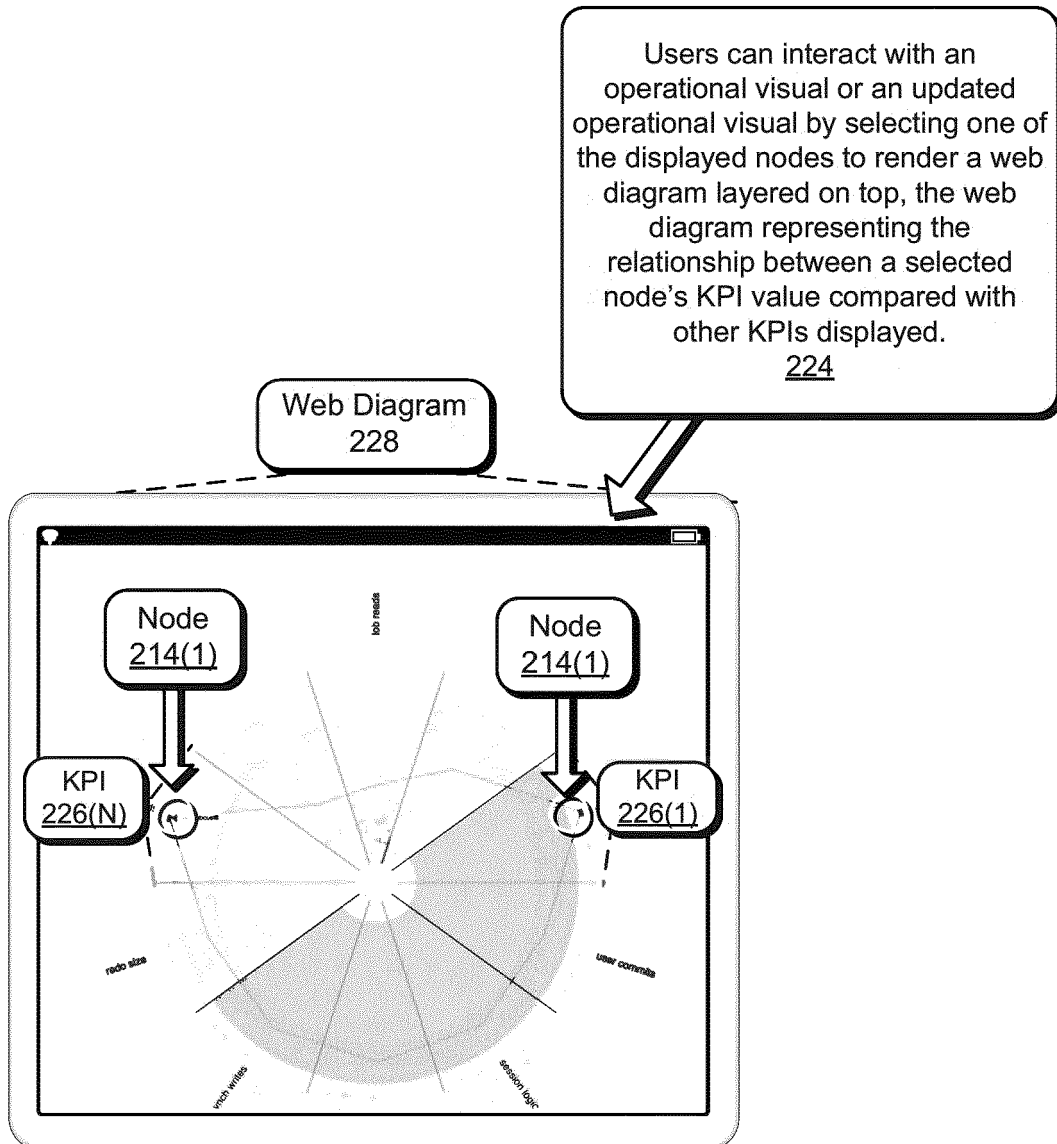 Users can interact with an
operational visual or an updated
operational visual by selecting one of
the displayed nodes to render a web
diagram layered on top, the web
diagram representing the
relationship between a selected
node's KPI value compared with
other KPIs displayed.
224
Web Diagram
228
lob reads
Node
214(1)
Node
214(1)
KPI
226(N)
KPI
226(1)
redo size
user commits
writes
session logic